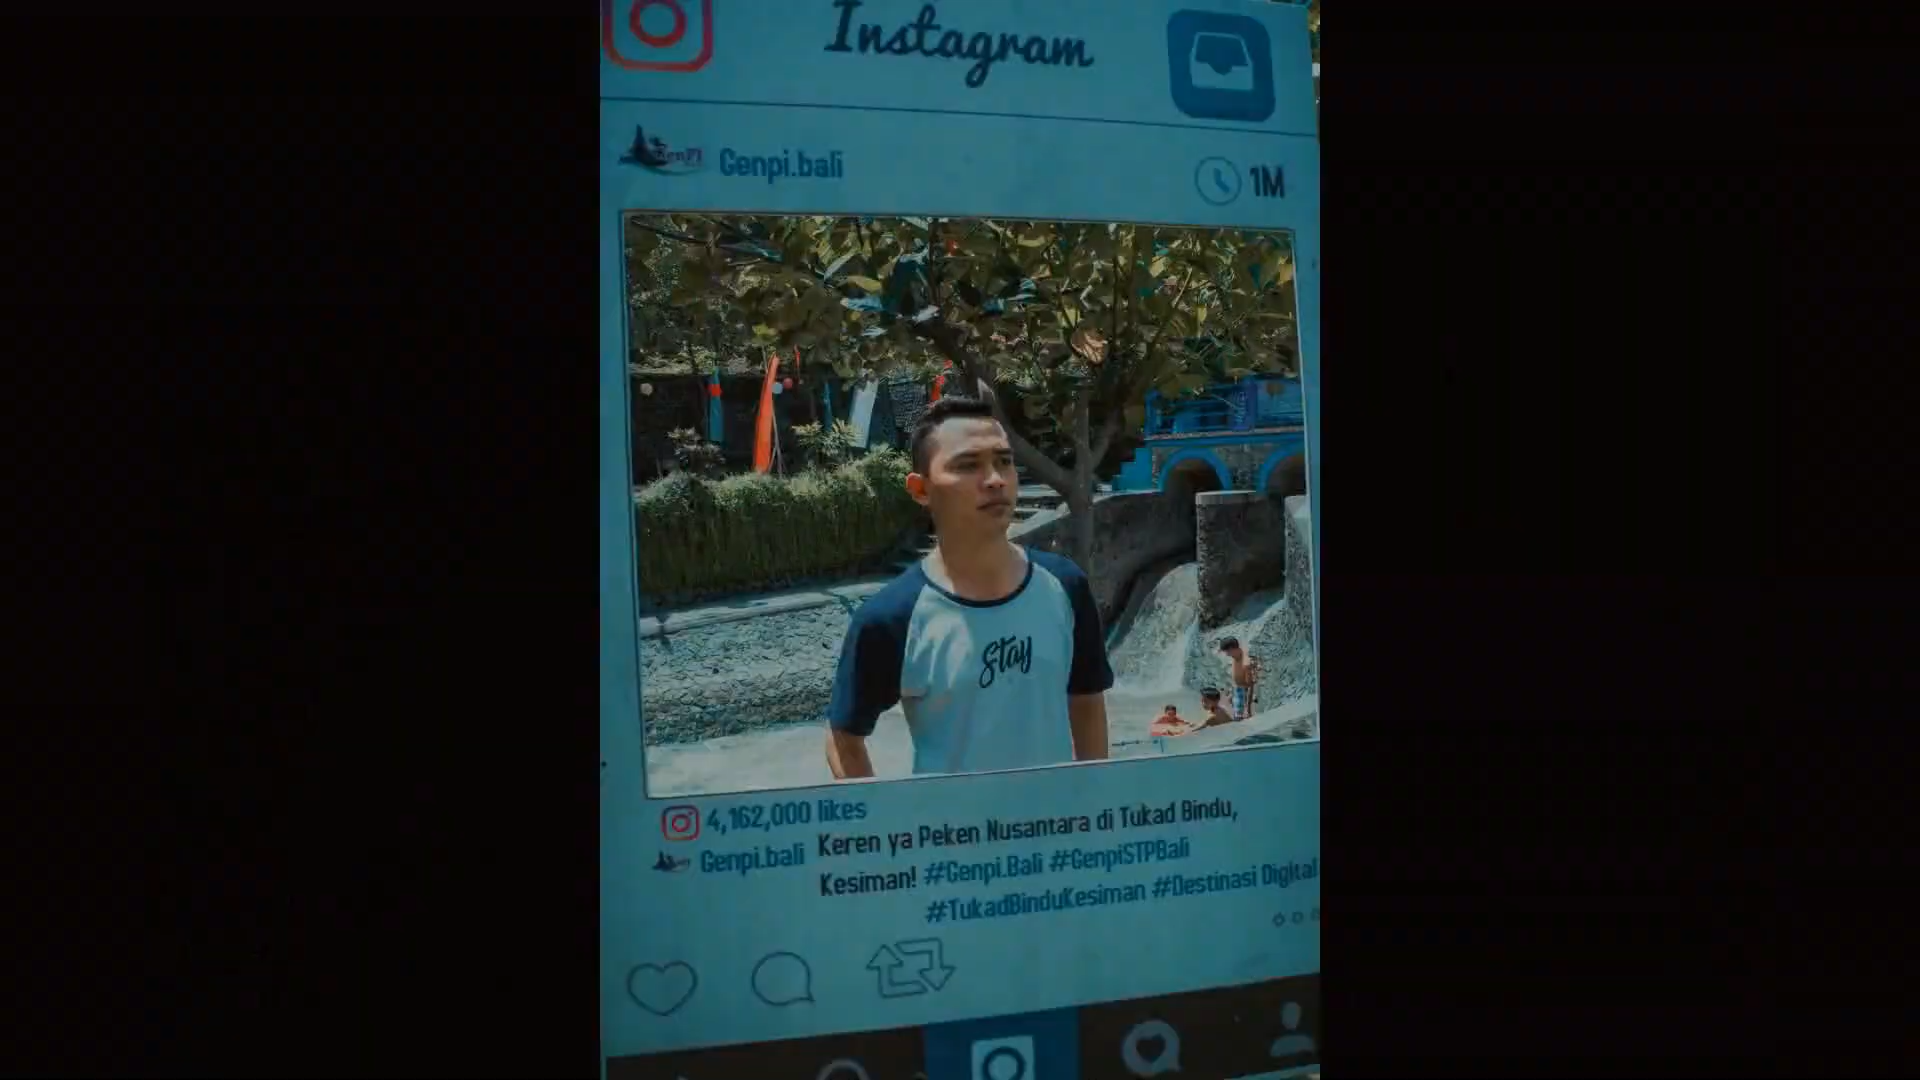 Instagram
GenPI
Genpi.bali
1M
Stay
4,162,000 likes
Genpi.bali
Keren ya Peken Nusantara di Tukad Bindu,
Kesiman! #Genpi.Bali #GenpiSTPBali
#TukadBinduKesiman #Destinasi Digital